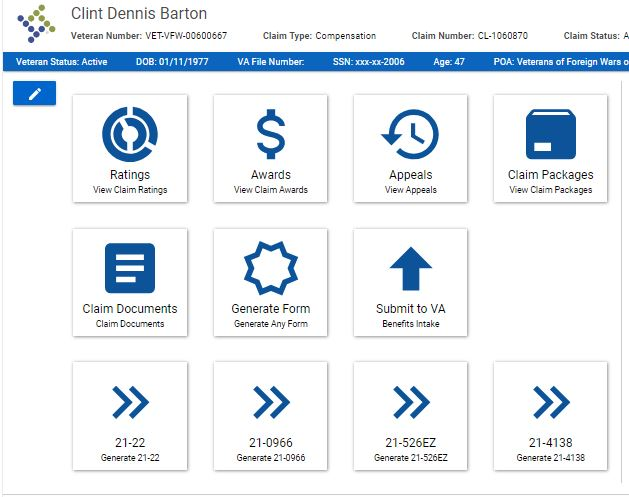 Clint Dennis Barton
Veteran Number: VET-VFW-00600667 Claim Type: Compensation Claim Number: CL-1060870 Claim Status: A
Veteran Status: Active DOB: 01/11/1977 VA File Number: SSN: xxx-xx-2006 Age: 47 POA: Veterans of Foreign Wars o
Ratings Awards Appeals Claim Packages
View Claim Ratings View Claim Awards View Appeals View Claim Packages
Claim Documents Generate Form Submit to VA
Claim Documents Generate Any Form Benefits Intake
21-22 21-0966 21-526EZ 21-4138
Generate 21-22 Generate 21-0966 Generate 21-526EZ Generate 21-4138